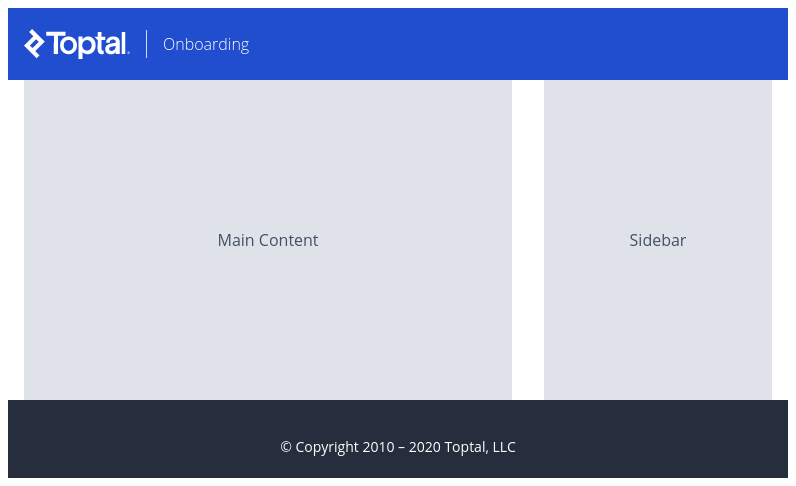 Toptal. Onboarding
Main Content
Sidebar
© Copyright 2010 – 2020 Toptal, LLC